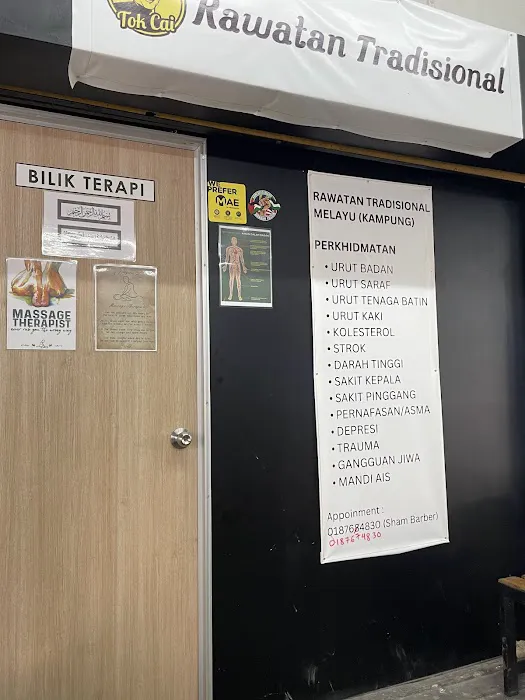 Tok Cai
Rawatan Tradisional
BILIK TERAPI
WE
PREFER
MAE
MASSAGE
THERAPIST
RAWATAN TRADISIONAL
MELAYU (KAMPUNG)
PERKHIDMATAN
• URUT BADAN
• URUT SARAF
• URUT TENAGA BATIN
• URUT KAKI
• KOLESTEROL
• STROK
• DARAH TINGGI
• SAKIT KEPALA
• SAKIT PINGGANG
• PERNAFASAN/ASMA
• DEPRESI
• TRAUMA
• GANGGUAN JIWA
• MANDI AIS
Appoinment :
0187684830 (Sham Barber)
0187674830